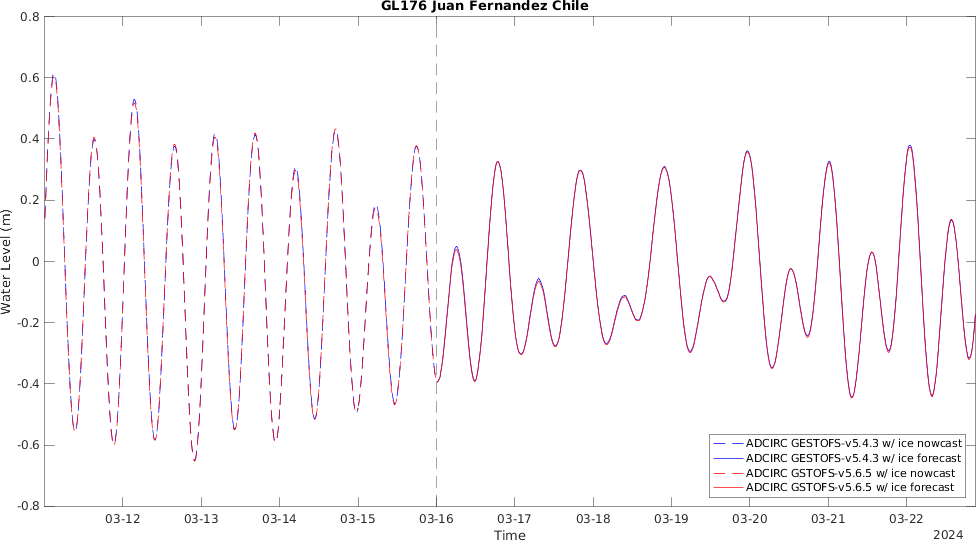 GL176 Juan Fernandez Chile
0.8
0.6
0.4
0.2
0
-0.2
-0.4
-0.6
-0.8
Water Level (m)
ADCIRC GESTOFS-v5.4.3 w/ ice nowcast
ADCIRC GESTOFS-v5.4.3 w/ ice forecast
ADCIRC GSTOFS-v5.6.5 w/ ice nowcast
ADCIRC GSTOFS-v5.6.5 w/ ice forecast
03-12 03-13 03-14 03-15 03-16 03-17 03-18 03-19 03-20 03-21 03-22
Time
2024